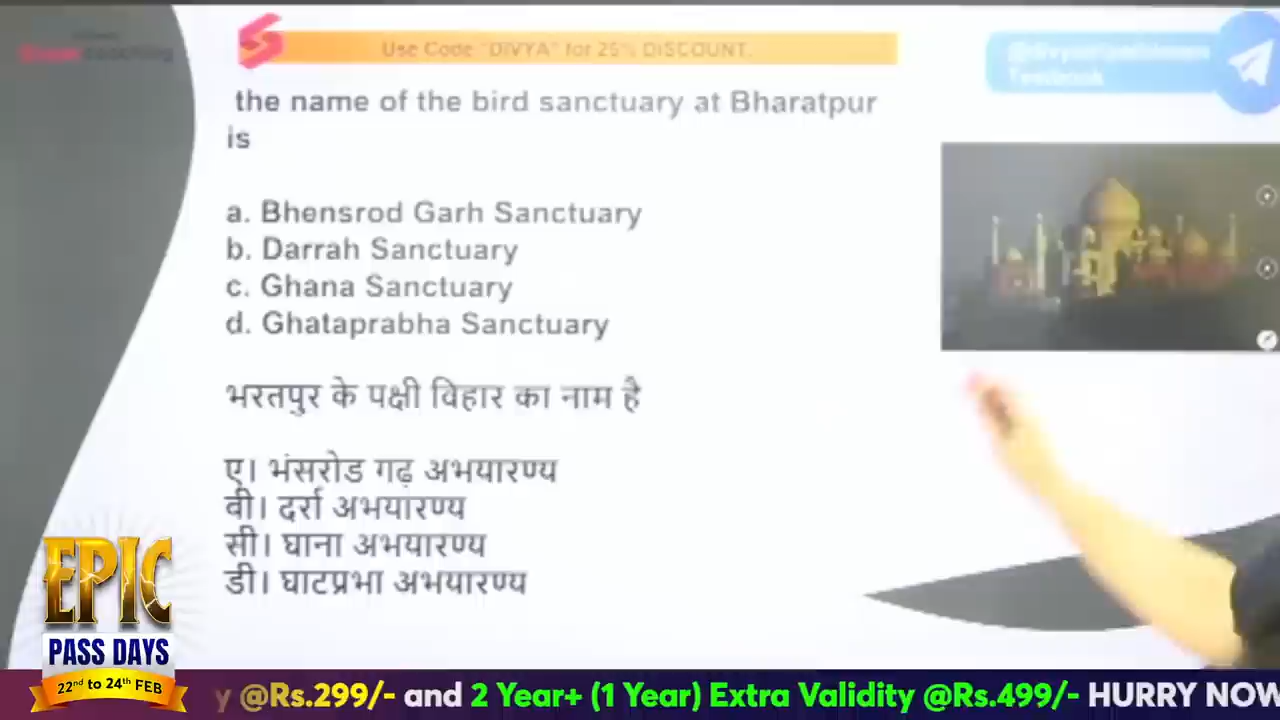 Use Code "DIVYA" for 25% DISCOUNT.
Testbook
the name of the bird sanctuary at Bharatpur
is
a. Bhensrod Garh Sanctuary
b. Darrah Sanctuary
c. Ghana Sanctuary
d. Ghataprabha Sanctuary
भरतपुर के पक्षी विहार का नाम है
ए। भंसरोड गढ़ अभयारण्य
वी। दर्रा अभयारण्य
सी। घाना अभयारण्य
डी। घाटप्रभा अभयारण्य
EPIC
PASS DAYS
22nd to 24th FEB
y @Rs.299/- and 2 Year+ (1 Year) Extra Validity @Rs.499/- HURRY NOW